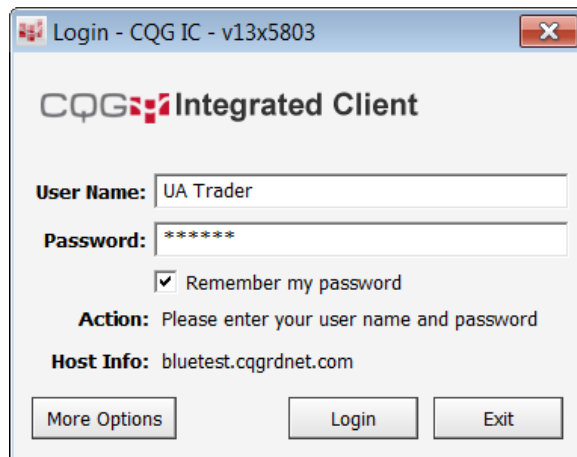 Login - CQG IC - v13x5803
CQG Integrated Client
User Name: UA Trader
Password: ******
Remember my password
Action: Please enter your user name and password
Host Info: bluetest.cqgrdnet.com
More Options Login Exit